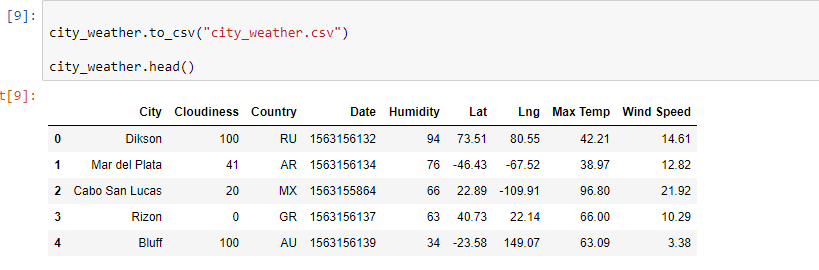 [9]:
city_weather.to_csv("city_weather.csv")
city_weather.head()
t[9]:
City Cloudiness Country Date Humidity Lat Lng Max Temp Wind Speed
0 Dikson 100 RU 1563156132 94 73.51 80.55 42.21 14.61
1 Mar del Plata 41 AR 1563156134 76 -46.43 -67.52 38.97 12.82
2 Cabo San Lucas 20 MX 1563155864 66 22.89 -109.91 96.80 21.92
3 Rizon 0 GR 1563156137 63 40.73 22.14 66.00 10.29
4 Bluff 100 AU 1563156139 34 -23.58 149.07 63.09 3.38